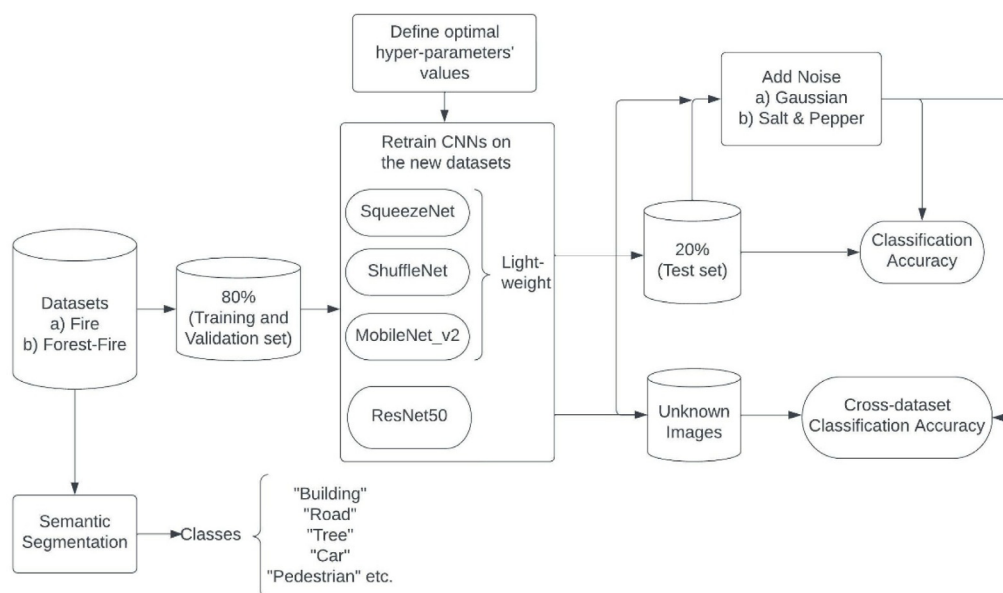 Define optimal
hyper-parameters'
values
Add Noise
a) Gaussian
b) Salt & Pepper
Retrain CNNs on
the new datasets
SqueezeNet
ShuffleNet
MobileNet_v2
Light-
weight
ResNet50
Datasets
a) Fire
b) Forest-Fire
80%
(Training and
Validation set)
20%
(Test set)
Classification
Accuracy
Unknown
Images
Cross-dataset
Classification Accuracy
Semantic
Segmentation
Classes
"Building"
"Road"
"Tree"
"Car"
"Pedestrian" etc.